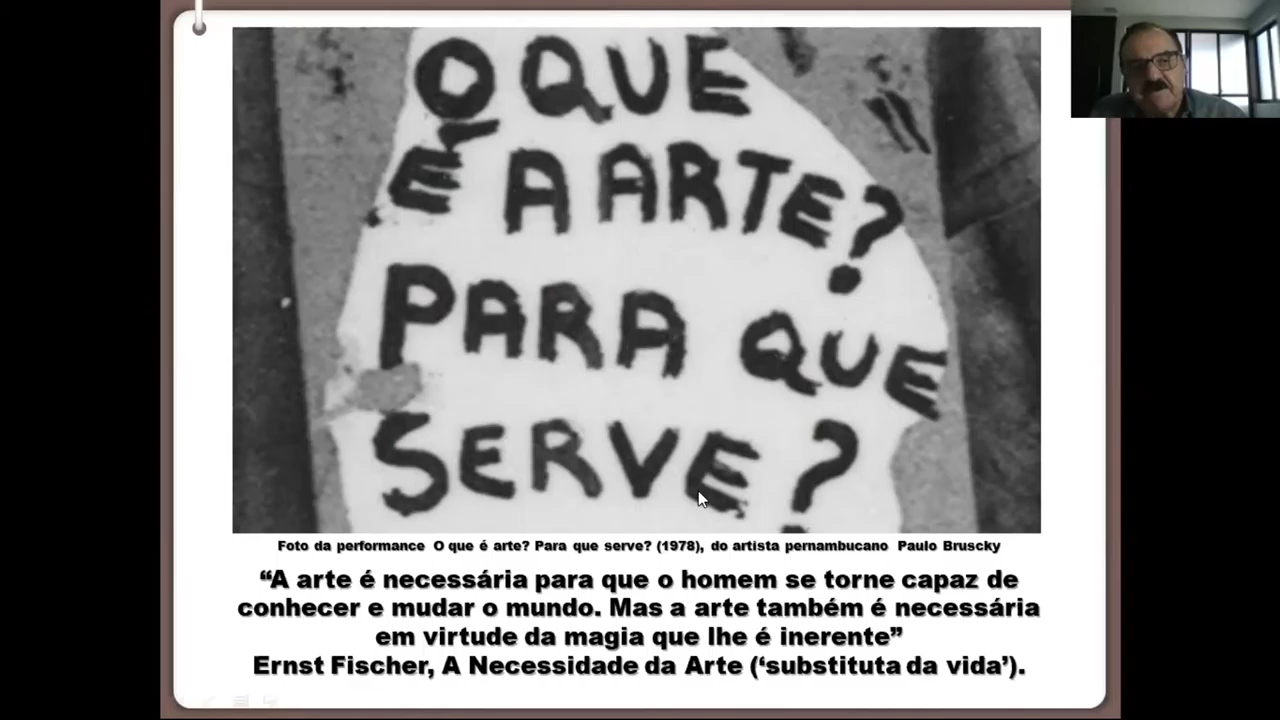 O QUE
É A ARTE?
PARA QUE
SERVE?
Foto da performance O que é arte? Para que serve? (1978), do artista pernambucano Paulo Bruscky
“A arte é necessária para que o homem se torne capaz de
conhecer e mudar o mundo. Mas a arte também é necessária
em virtude da magia que lhe é inerente”
Ernst Fischer, A Necessidade da Arte (‘substituta da vida’).